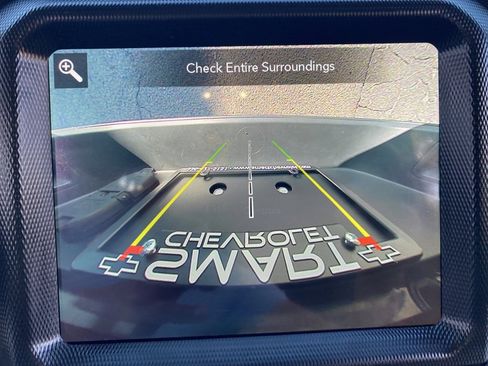 Check Entire Surroundings
CHEVROLET
SMART